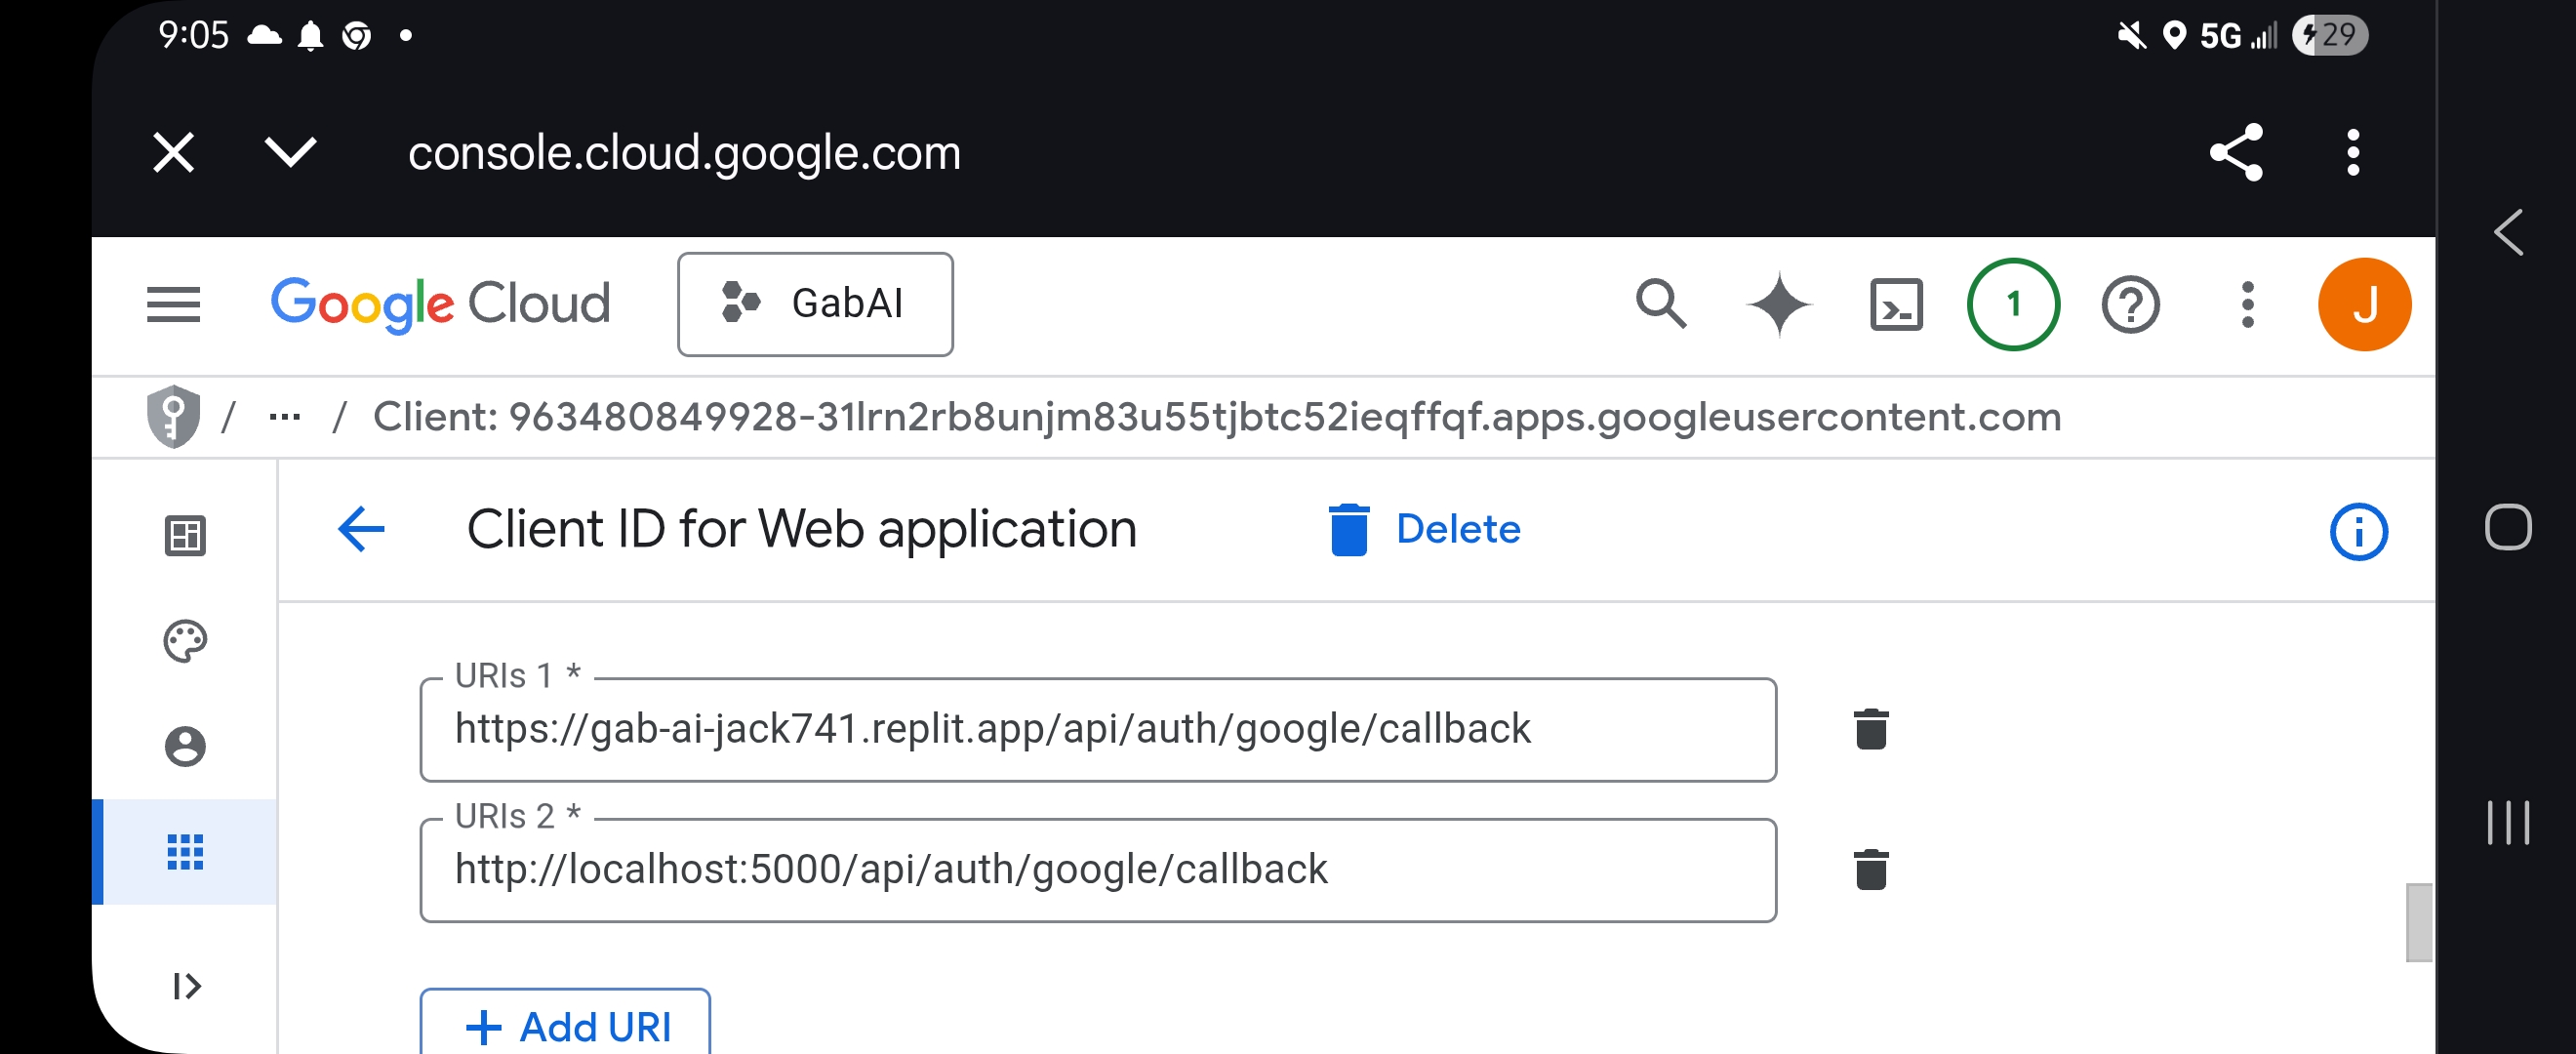 9:05
5G 29
console.cloud.google.com
Google Cloud GabAI 1 J
/ ... / Client: 963480849928-31lrn2rb8unjm83u55tjbtc52ieqffqf.apps.googleusercontent.com
Client ID for Web application Delete
URIs 1 *
https://gab-ai-jack741.replit.app/api/auth/google/callback
URIs 2 *
http://localhost:5000/api/auth/google/callback
+ Add URI